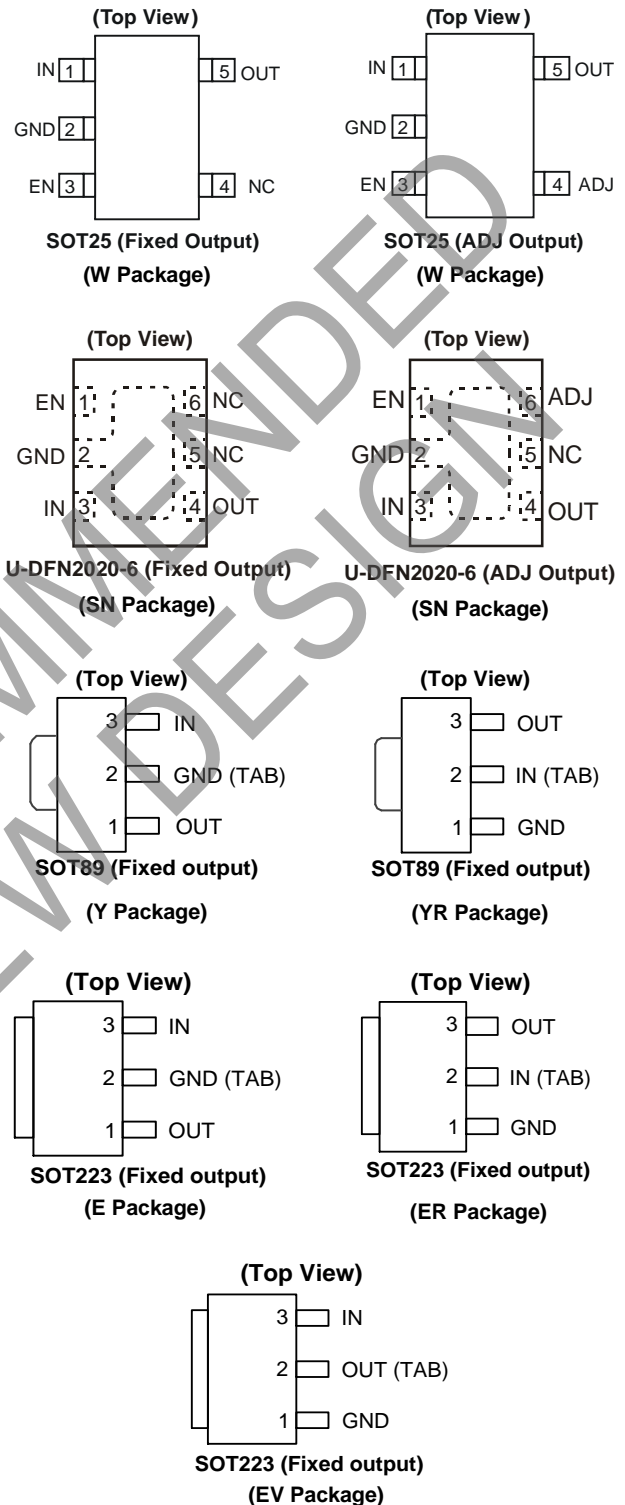 (Top View) (Top View)
IN 1 5 OUT IN 1 5 OUT
GND 2 GND 2
EN 3 4 NC EN 3 4 ADJ
SOT25 (Fixed Output) SOT25 (ADJ Output)
(W Package) (W Package)
(Top View) (Top View)
EN 1 6 NC EN 1 6 ADJ
GND 2 5 NC GND 2 5 NC
IN 3 4 OUT IN 3 4 OUT
U-DFN2020-6 (Fixed Output) U-DFN2020-6 (ADJ Output)
(SN Package) (SN Package)
(Top View) (Top View)
3 IN 3 OUT
2 GND (TAB) 2 IN (TAB)
1 OUT 1 GND
SOT89 (Fixed output) SOT89 (Fixed output)
(Y Package) (YR Package)
(Top View) (Top View)
3 IN 3 OUT
2 GND (TAB) 2 IN (TAB)
1 OUT 1 GND
SOT223 (Fixed output) SOT223 (Fixed output)
(E Package) (ER Package)
(Top View)
3 IN
2 OUT (TAB)
1 GND
SOT223 (Fixed output)
(EV Package)
DESIGN